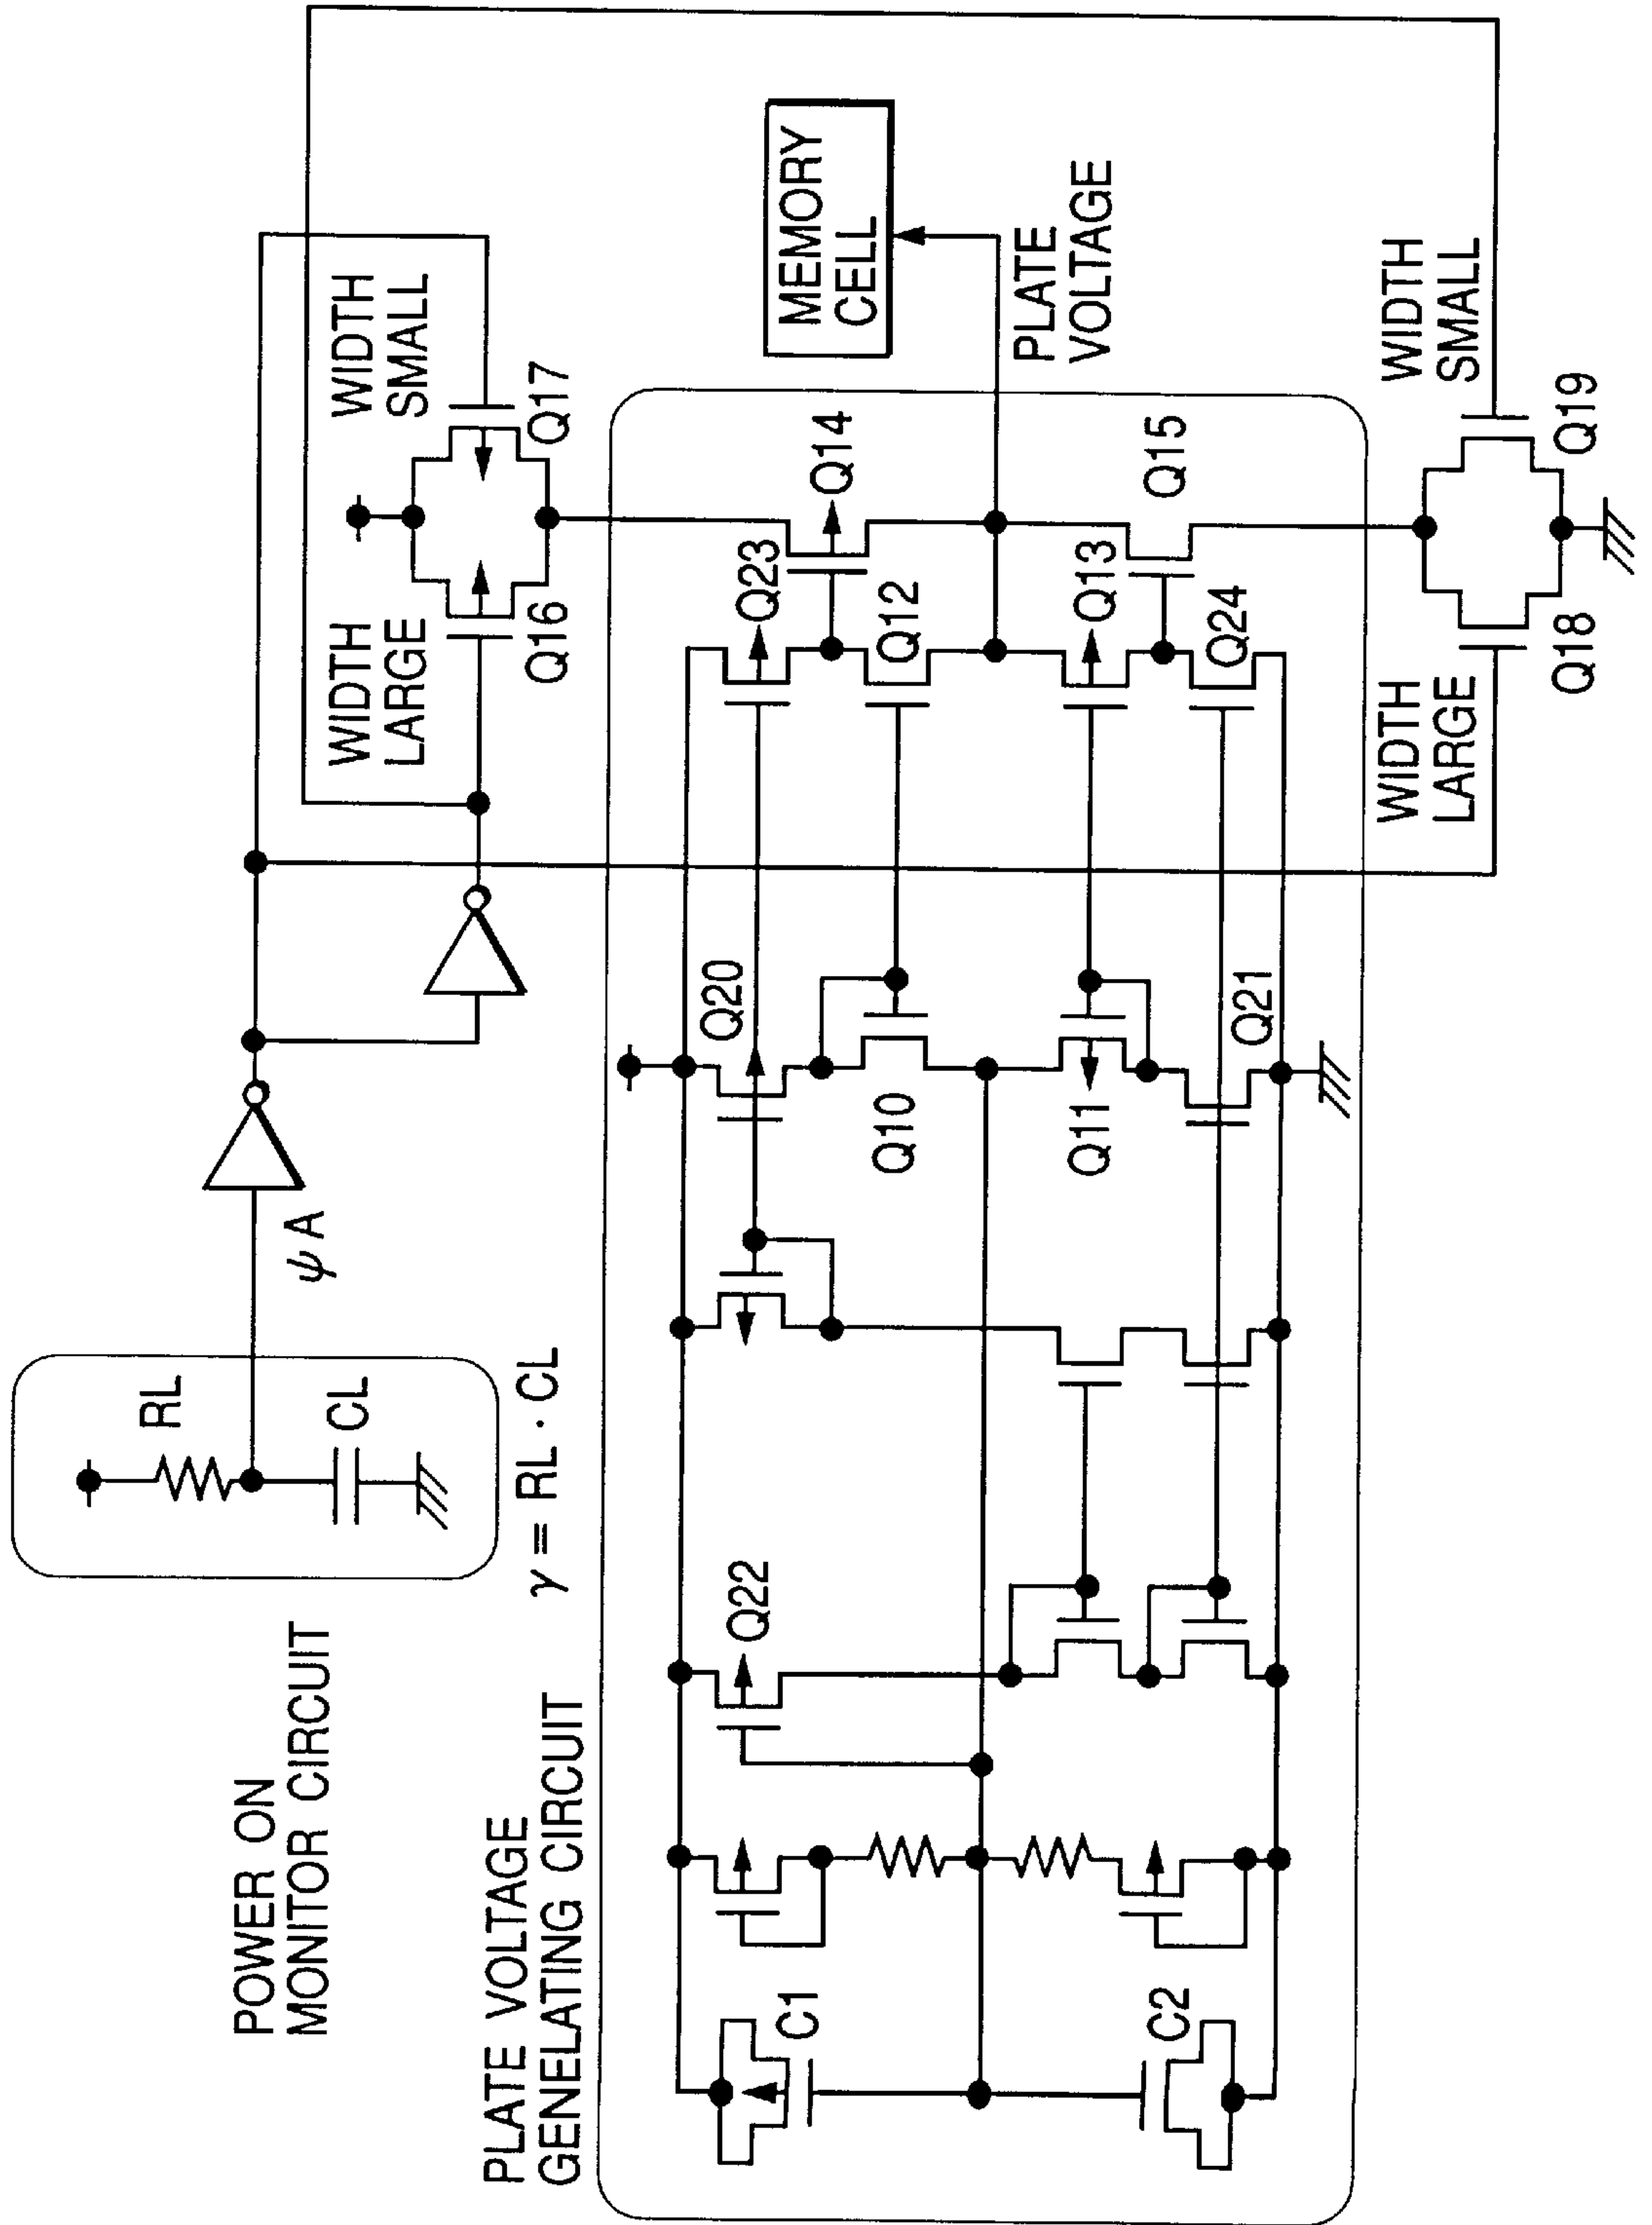 POWER ON
MONITOR CIRCUIT
RL
CL
γ = RL · CL
ψA
WIDTH
LARGE
Q16
WIDTH
SMALL
Q17
PLATE VOLTAGE
GENELATING CIRCUIT
C1
C2
Q22
Q20
Q10
Q11
Q21
Q23
Q12
Q13
Q24
Q14
Q15
MEMORY
CELL
PLATE
VOLTAGE
WIDTH
LARGE
Q18
WIDTH
SMALL
Q19